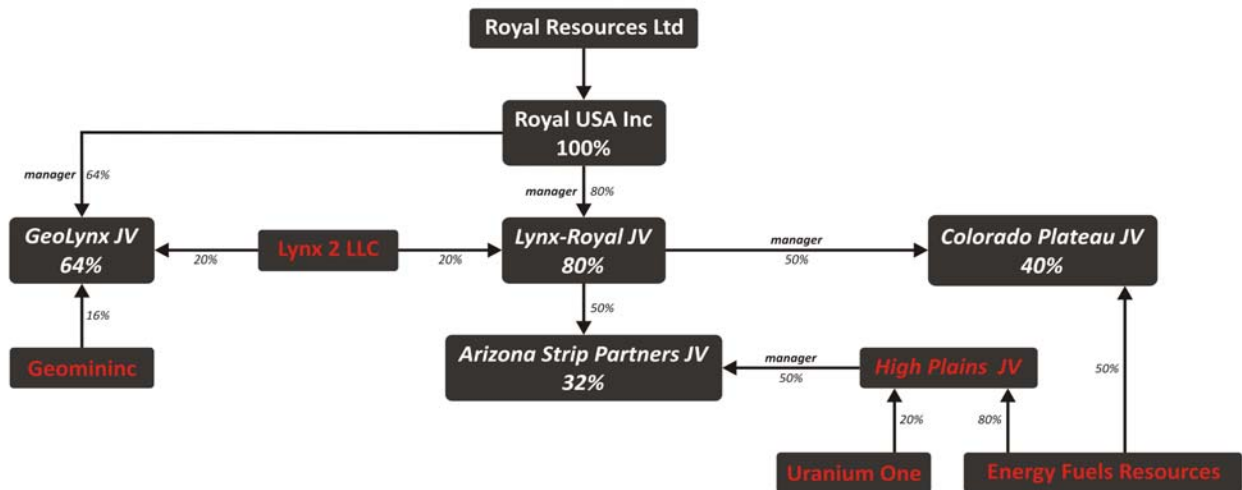 Royal Resources Ltd
Royal USA Inc
100%
manager 64%
manager 80%
GeoLynx JV
64%
20%
Lynx 2 LLC
20%
Lynx-Royal JV
80%
manager
50%
Colorado Plateau JV
40%
16%
50%
Geomininc
Arizona Strip Partners JV
32%
manager
50%
High Plains JV
50%
20%
80%
Uranium One
Energy Fuels Resources